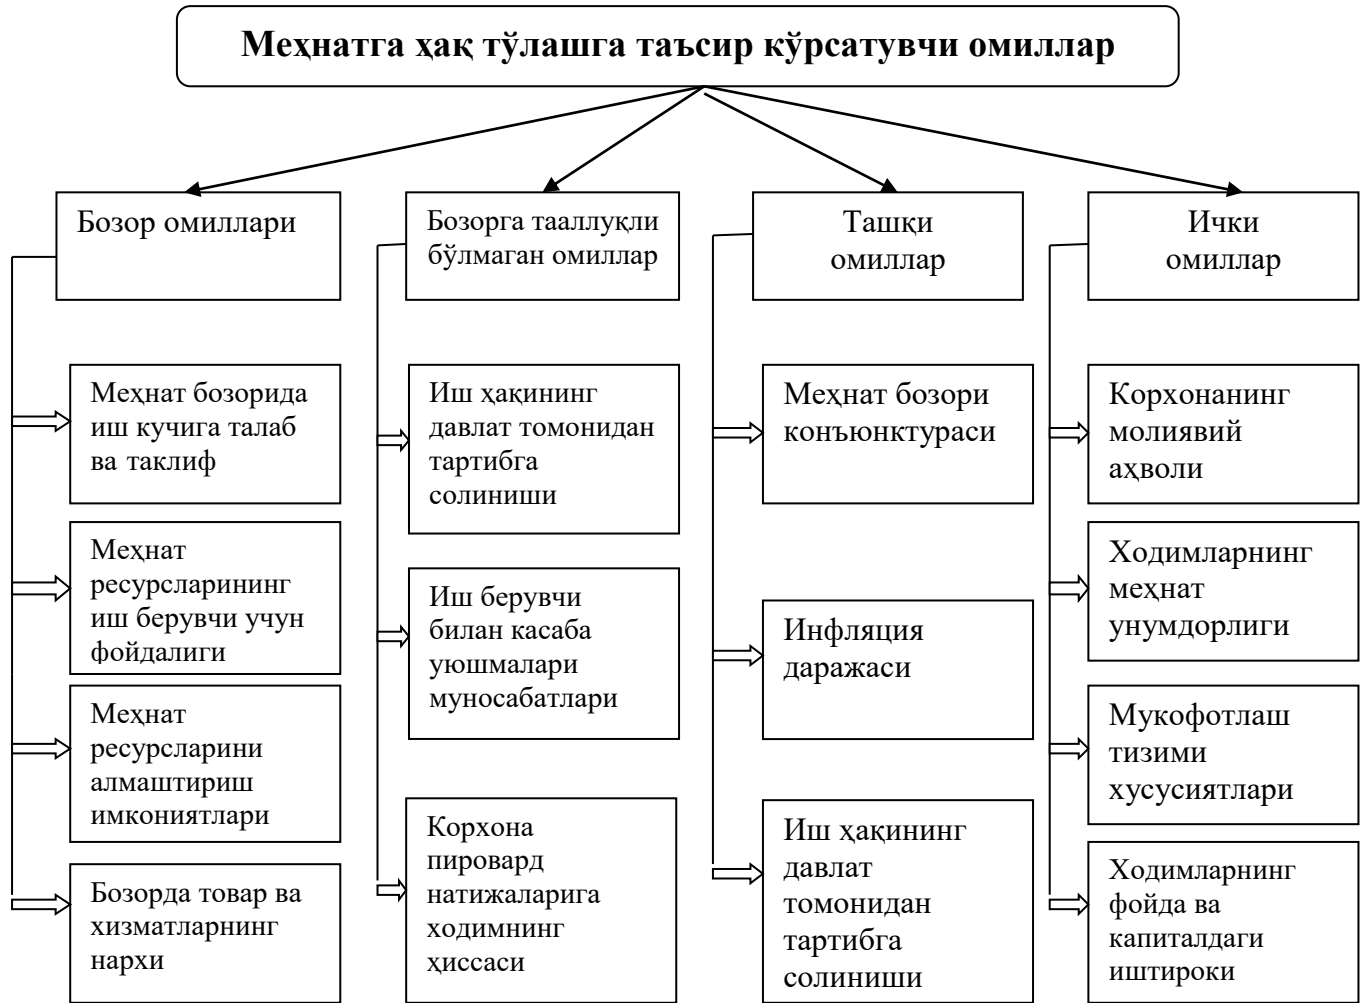 Меҳнатга ҳақ тўлашга таъсир кўрсатувчи омиллар
Бозор омиллари
Бозорга тааллуқли
бўлмаган омиллар
Ташқи
омиллар
Ички
омиллар
Меҳнат бозорида
иш кучига талаб
ва таклиф
Меҳнат
ресурсларининг
иш берувчи учун
фойдалиги
Меҳнат
ресурсларини
алмаштириш
имкониятлари
Бозорда товар ва
хизматларнинг
нархи
Иш ҳақининг
давлат томонидан
тартибга
солиниши
Иш берувчи
билан касаба
уюшмалари
муносабатлари
Корхона
пировард
натижаларига
ходимнинг
ҳиссаси
Меҳнат бозори
конъюнктураси
Инфляция
даражаси
Иш ҳақининг
давлат
томонидан
тартибга
солиниши
Корхонанинг
молиявий
аҳволи
Ходимларнинг
меҳнат
унумдорлиги
Мукофотлаш
тизими
хусусиятлари
Ходимларнинг
фойда ва
капиталдаги
иштироки